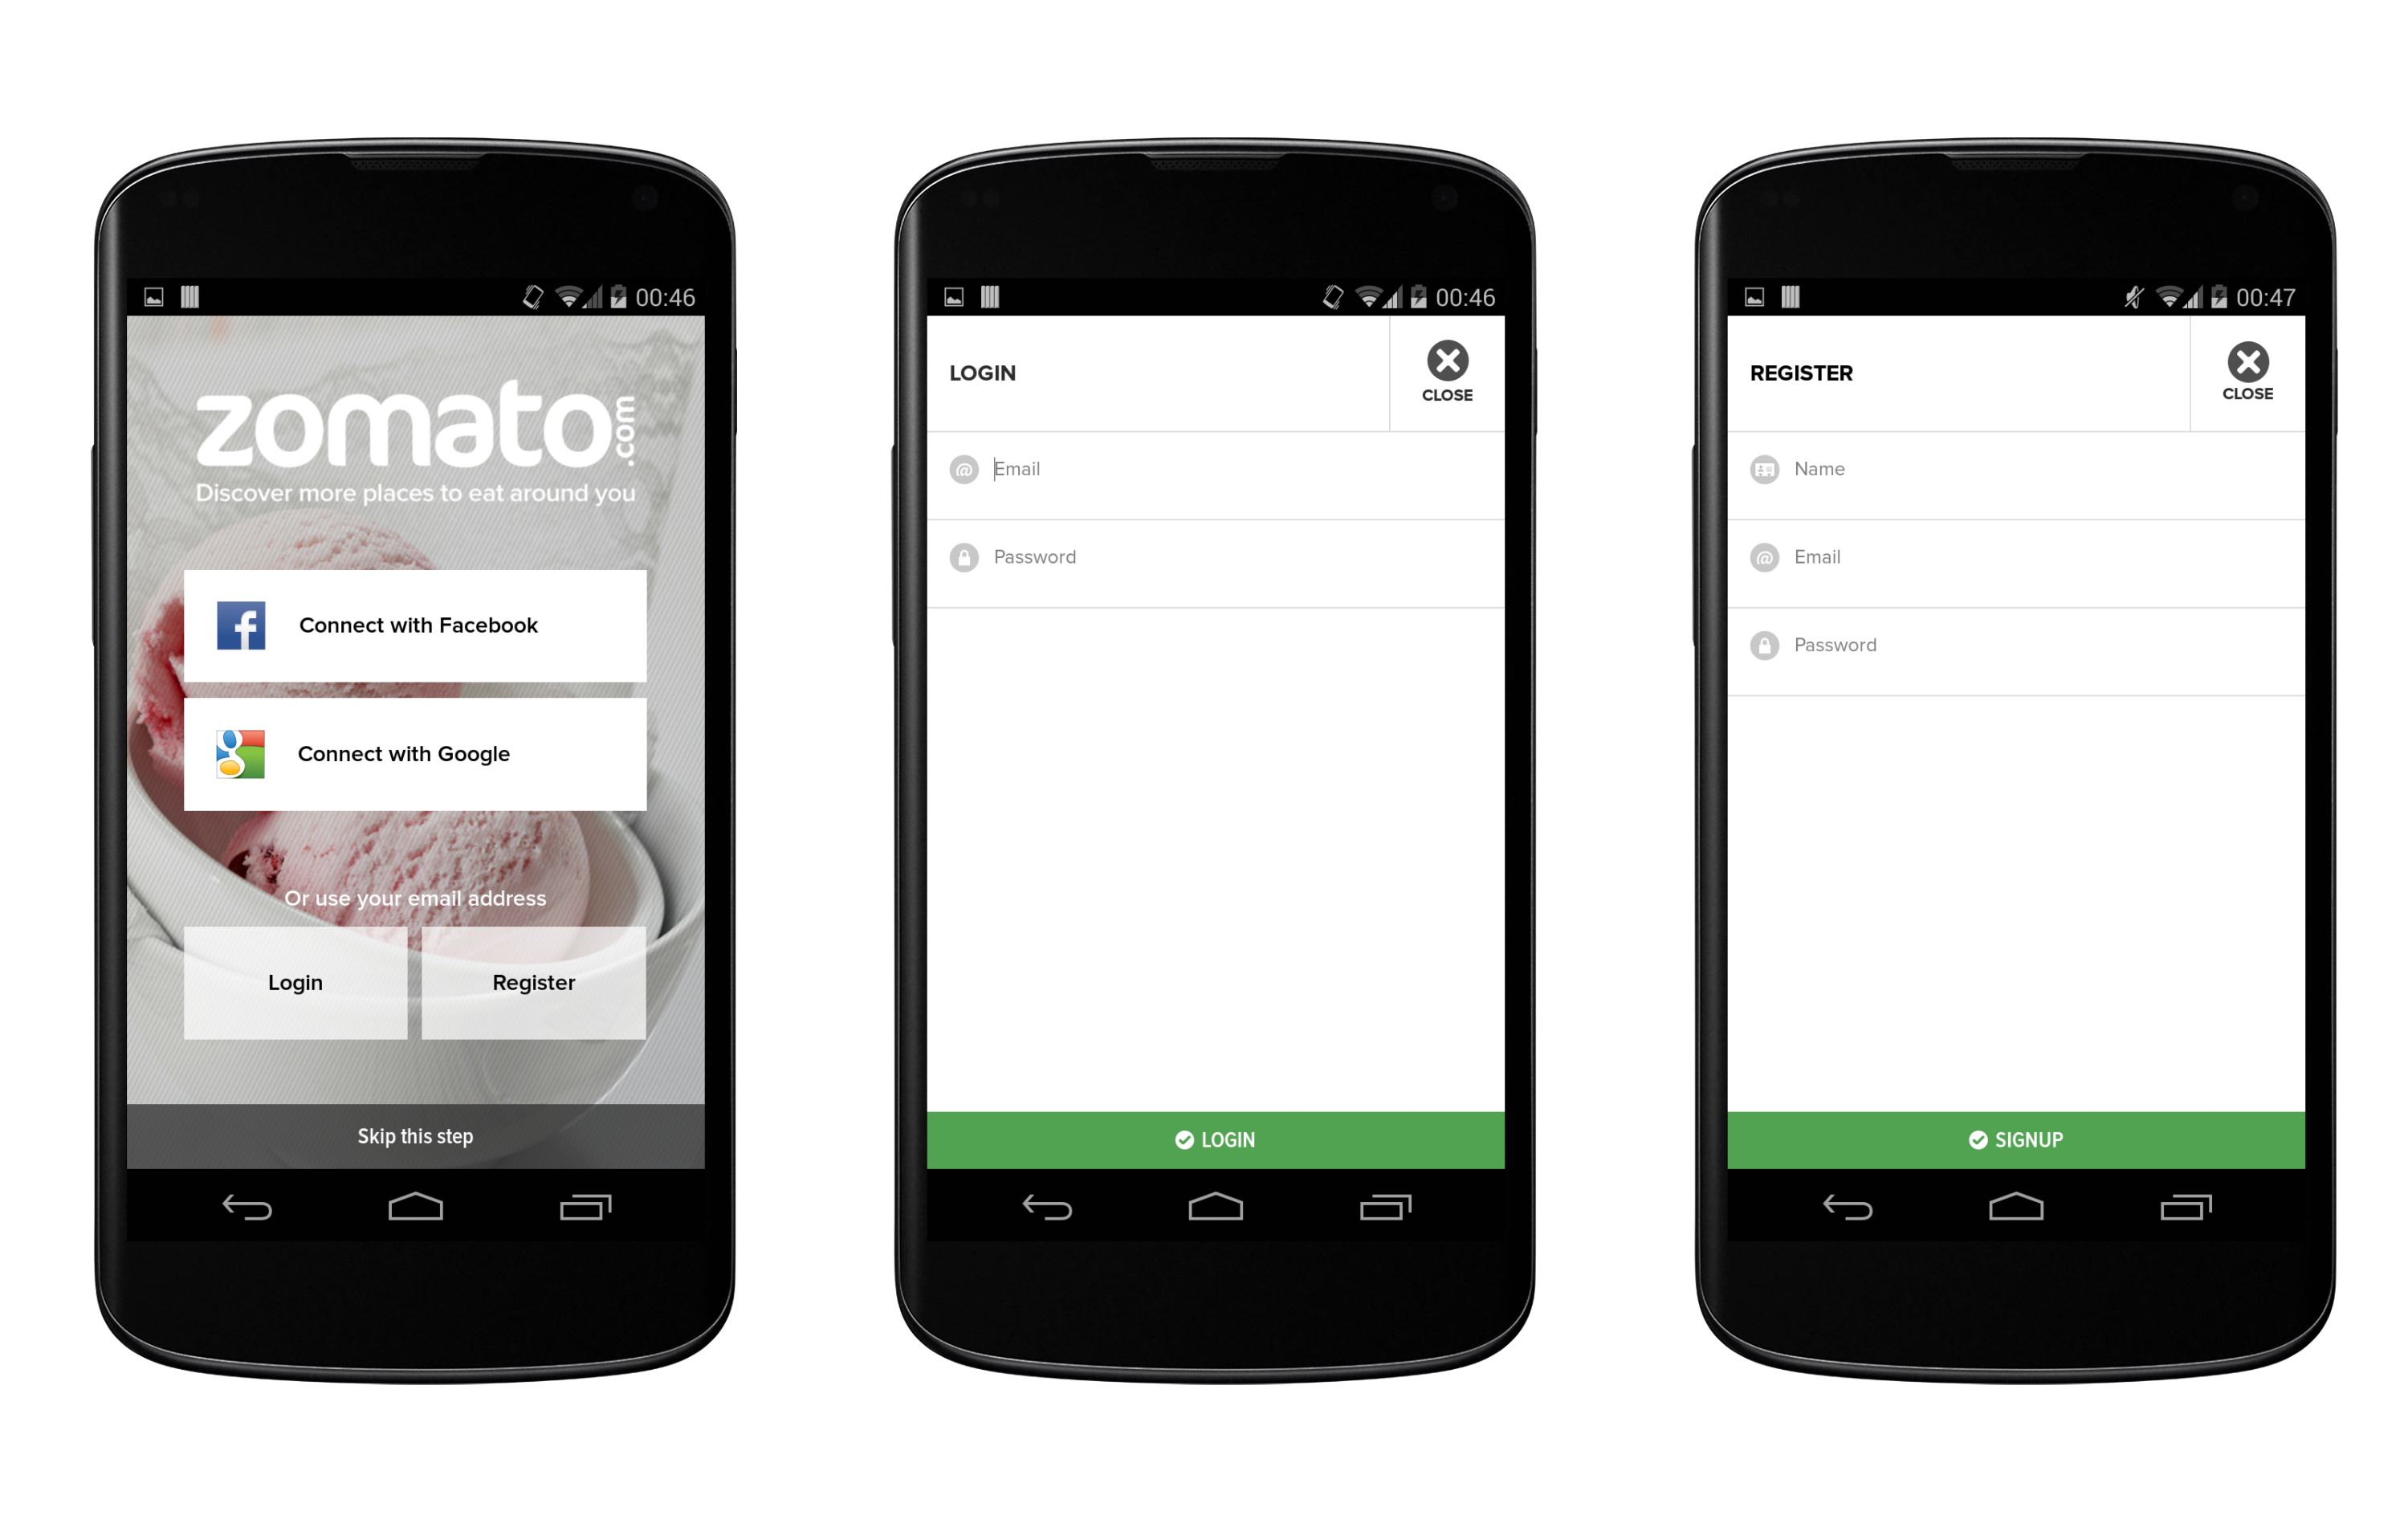 00:46
zomato.com
Discover more places to eat around you
f Connect with Facebook
g Connect with Google
Or use your email address
Login Register
Skip this step
00:46
LOGIN
CLOSE
@ Email
Password
LOGIN
00:47
REGISTER
CLOSE
Name
@ Email
Password
SIGNUP